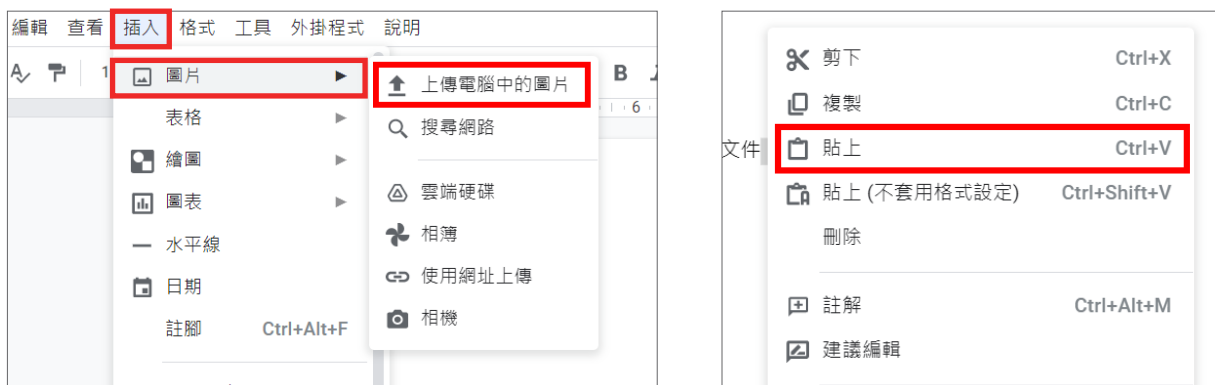 編輯 查看 插入 格式 工具 外掛程式 說明
1
圖片
表格
繪圖
圖表
水平線
日期
註腳 Ctrl+Alt+F
上傳電腦中的圖片
搜尋網路
雲端硬碟
相簿
使用網址上傳
相機
B
6
文件
剪下 Ctrl+X
複製 Ctrl+C
貼上 Ctrl+V
貼上 (不套用格式設定) Ctrl+Shift+V
刪除
註解 Ctrl+Alt+M
建議編輯